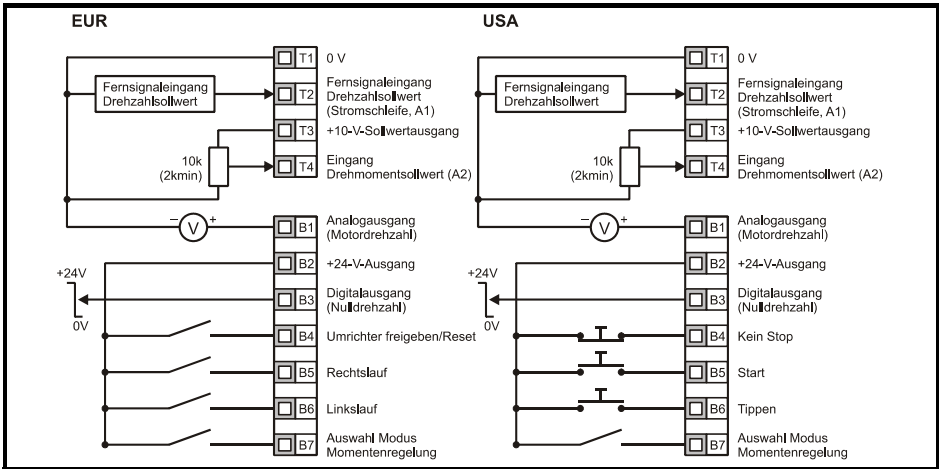 EUR
T1 0 V
Fernsignaleingang
Drehzahlsollwert
T2
Fernsignaleingang
Drehzahlsollwert
(Stromschleife, A1)
T3 +10-V-Sollwertausgang
10k
(2kmin)
T4
Eingang
Drehmomentsollwert (A2)
− V +
B1
Analogausgang
(Motordrehzahl)
B2 +24-V-Ausgang
+24V
0V
B3
Digitalausgang
(Nulldrehzahl)
B4 Umrichter freigeben/Reset
B5 Rechtslauf
B6 Linkslauf
B7
Auswahl Modus
Momentenregelung
USA
T1 0 V
Fernsignaleingang
Drehzahlsollwert
T2
Fernsignaleingang
Drehzahlsollwert
(Stromschleife, A1)
T3 +10-V-Sollwertausgang
10k
(2kmin)
T4
Eingang
Drehmomentsollwert (A2)
− V +
B1
Analogausgang
(Motordrehzahl)
B2 +24-V-Ausgang
+24V
0V
B3
Digitalausgang
(Nulldrehzahl)
B4 Kein Stop
B5 Start
B6 Tippen
B7
Auswahl Modus
Momentenregelung